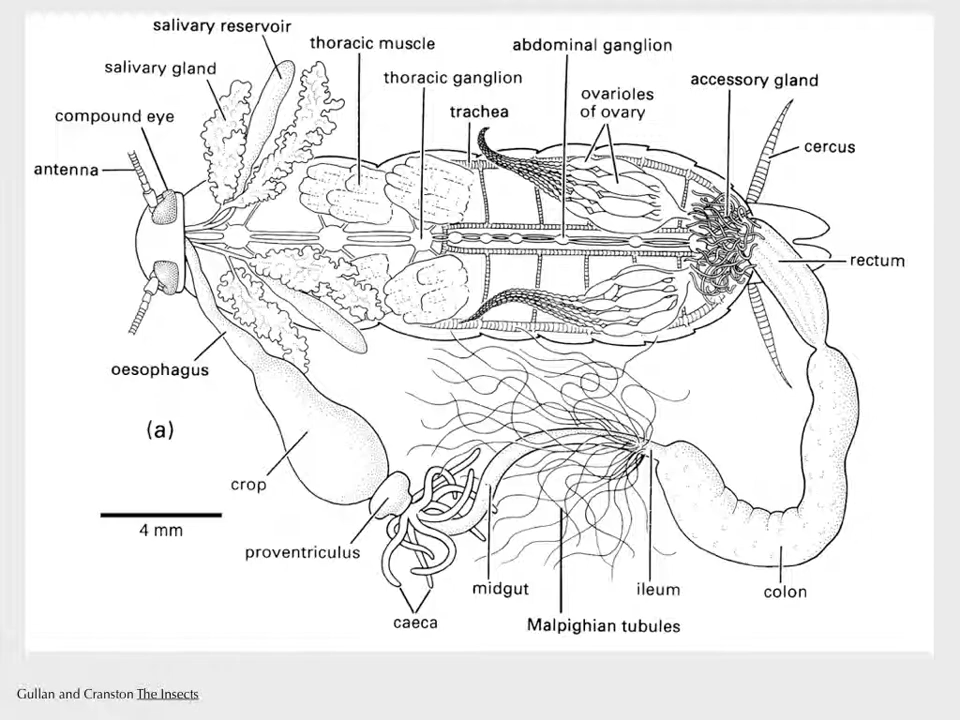 salivary reservoir
thoracic muscle
abdominal ganglion
salivary gland
thoracic ganglion
accessory gland
ovarioles
of ovary
compound eye
trachea
cercus
antenna
rectum
oesophagus
(a)
crop
4 mm
proventriculus
midgut
ileum
colon
caeca
Malpighian tubules
Gullan and Cranston The Insects